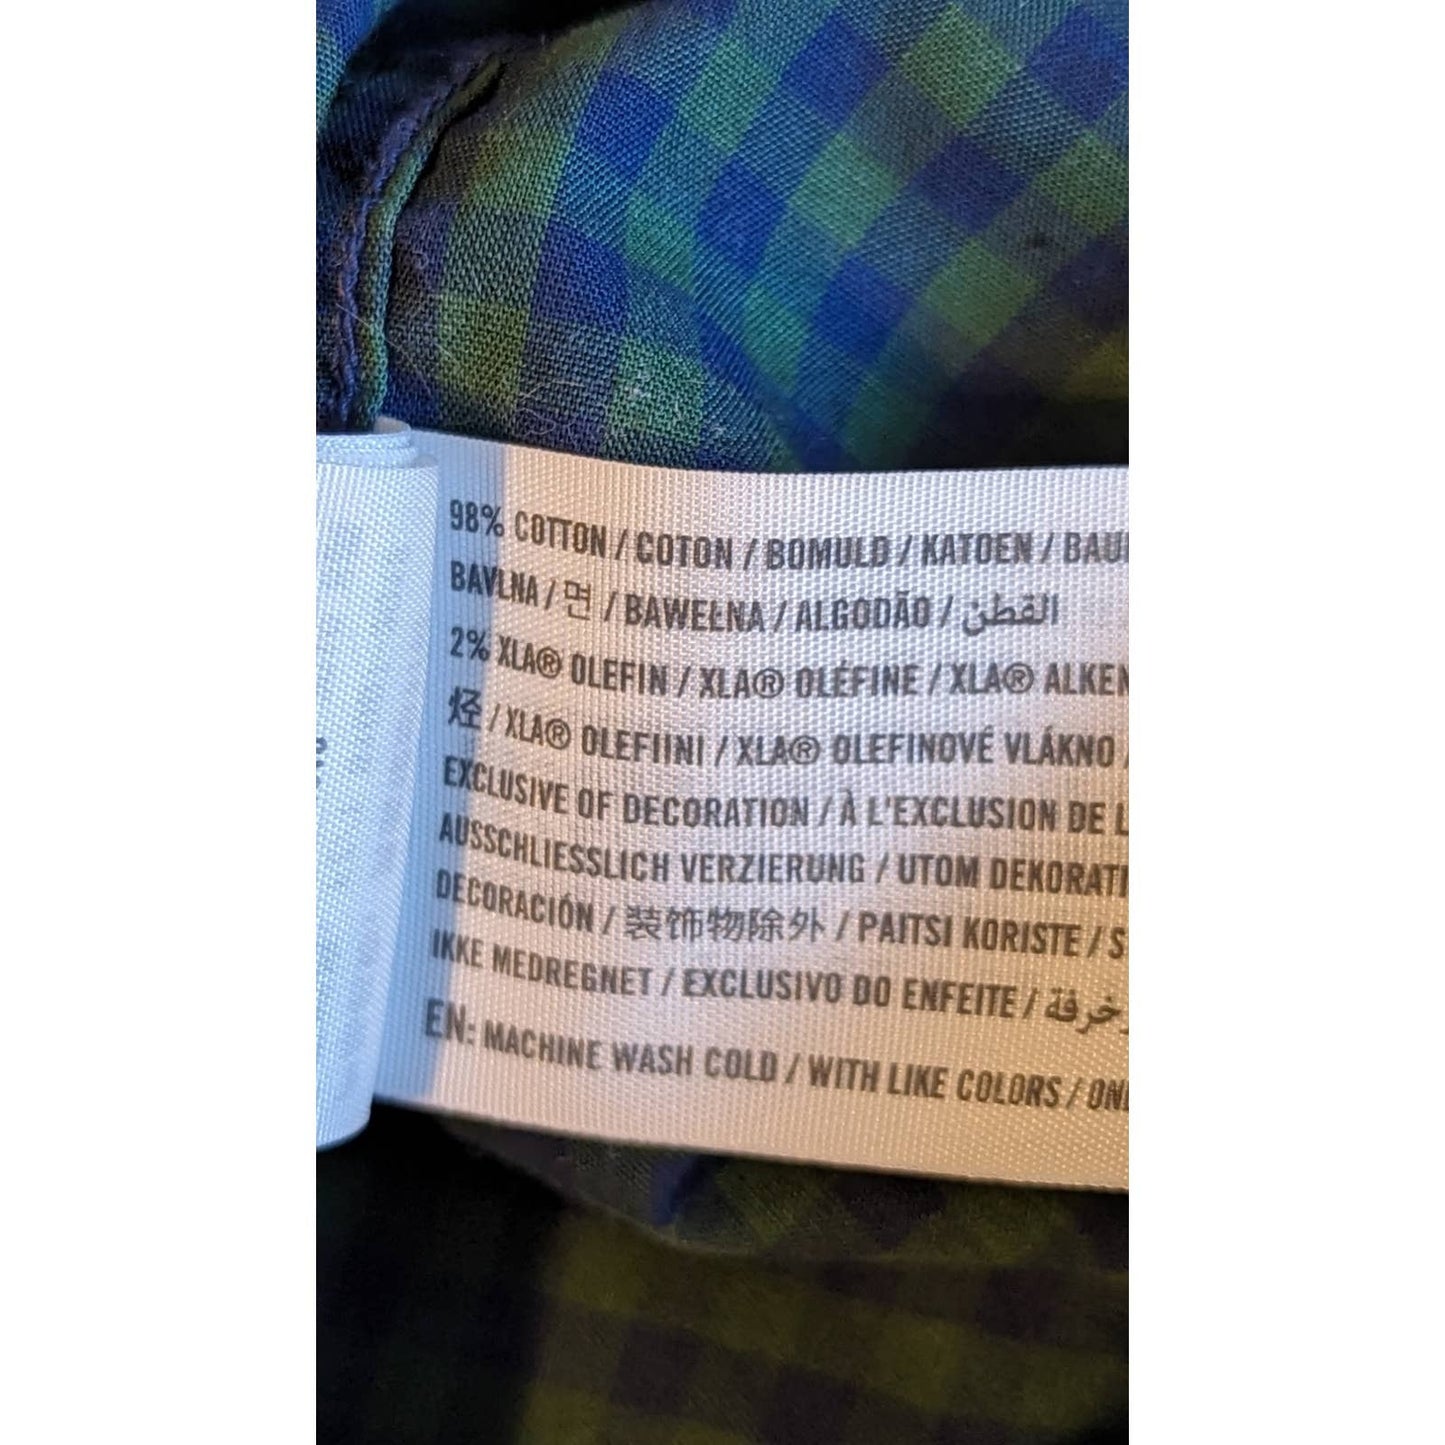 98% COTTON / COTON / BOMULD / KATOEN /
BAVLNA / 면 / BAWEŁNA / ALGODÃO / القطن
2% XLA® OLEFIN / XLA® OLÉFINE / XLA® ALKEN
烃 / XLA® OLEFIINI / XLA® OLEFINOVÉ VLÁKNO /
EXCLUSIVE OF DECORATION / À L'EXCLUSION DE
AUSSCHLIESSLICH VERZIERUNG / UTOM
DECORACIÓN / 装饰物除外 / PAITSI KORISTE /
IKKE MEDREGNET / EXCLUSIVO DO ENFEITE /
EN: MACHINE WASH COLD / WITH LIKE COLORS /